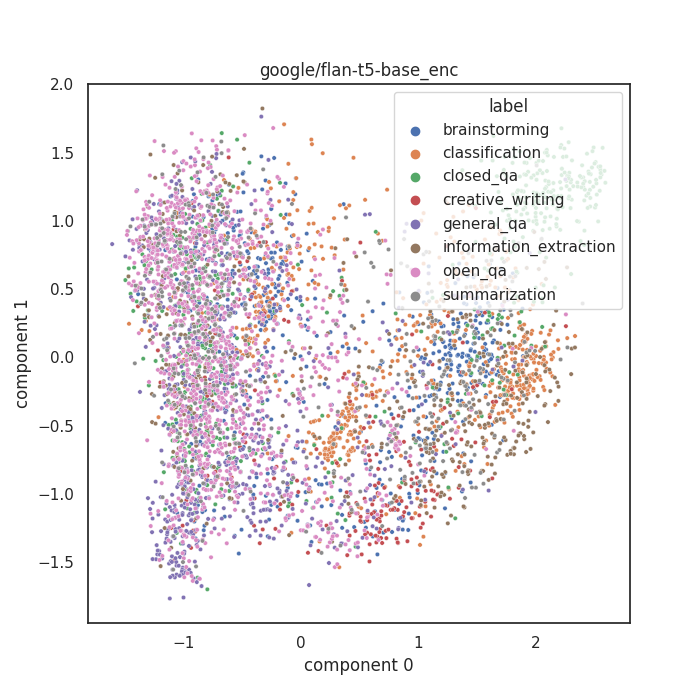 google/flan-t5-base_enc
label
brainstorming
classification
closed_qa
creative_writing
general_qa
information_extraction
open_qa
summarization
2.0
1.5
1.0
0.5
0.0
−0.5
−1.0
−1.5
component 1
−1
0
1
2
component 0